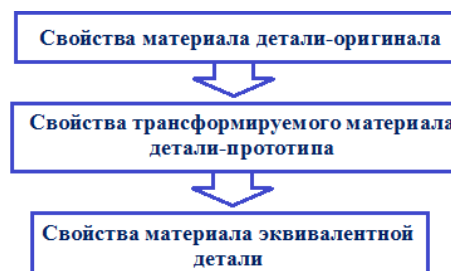 Свойства материала детали-оригинала
Свойства трансформируемого материала
детали-прототипа
Свойства материала эквивалентной
детали